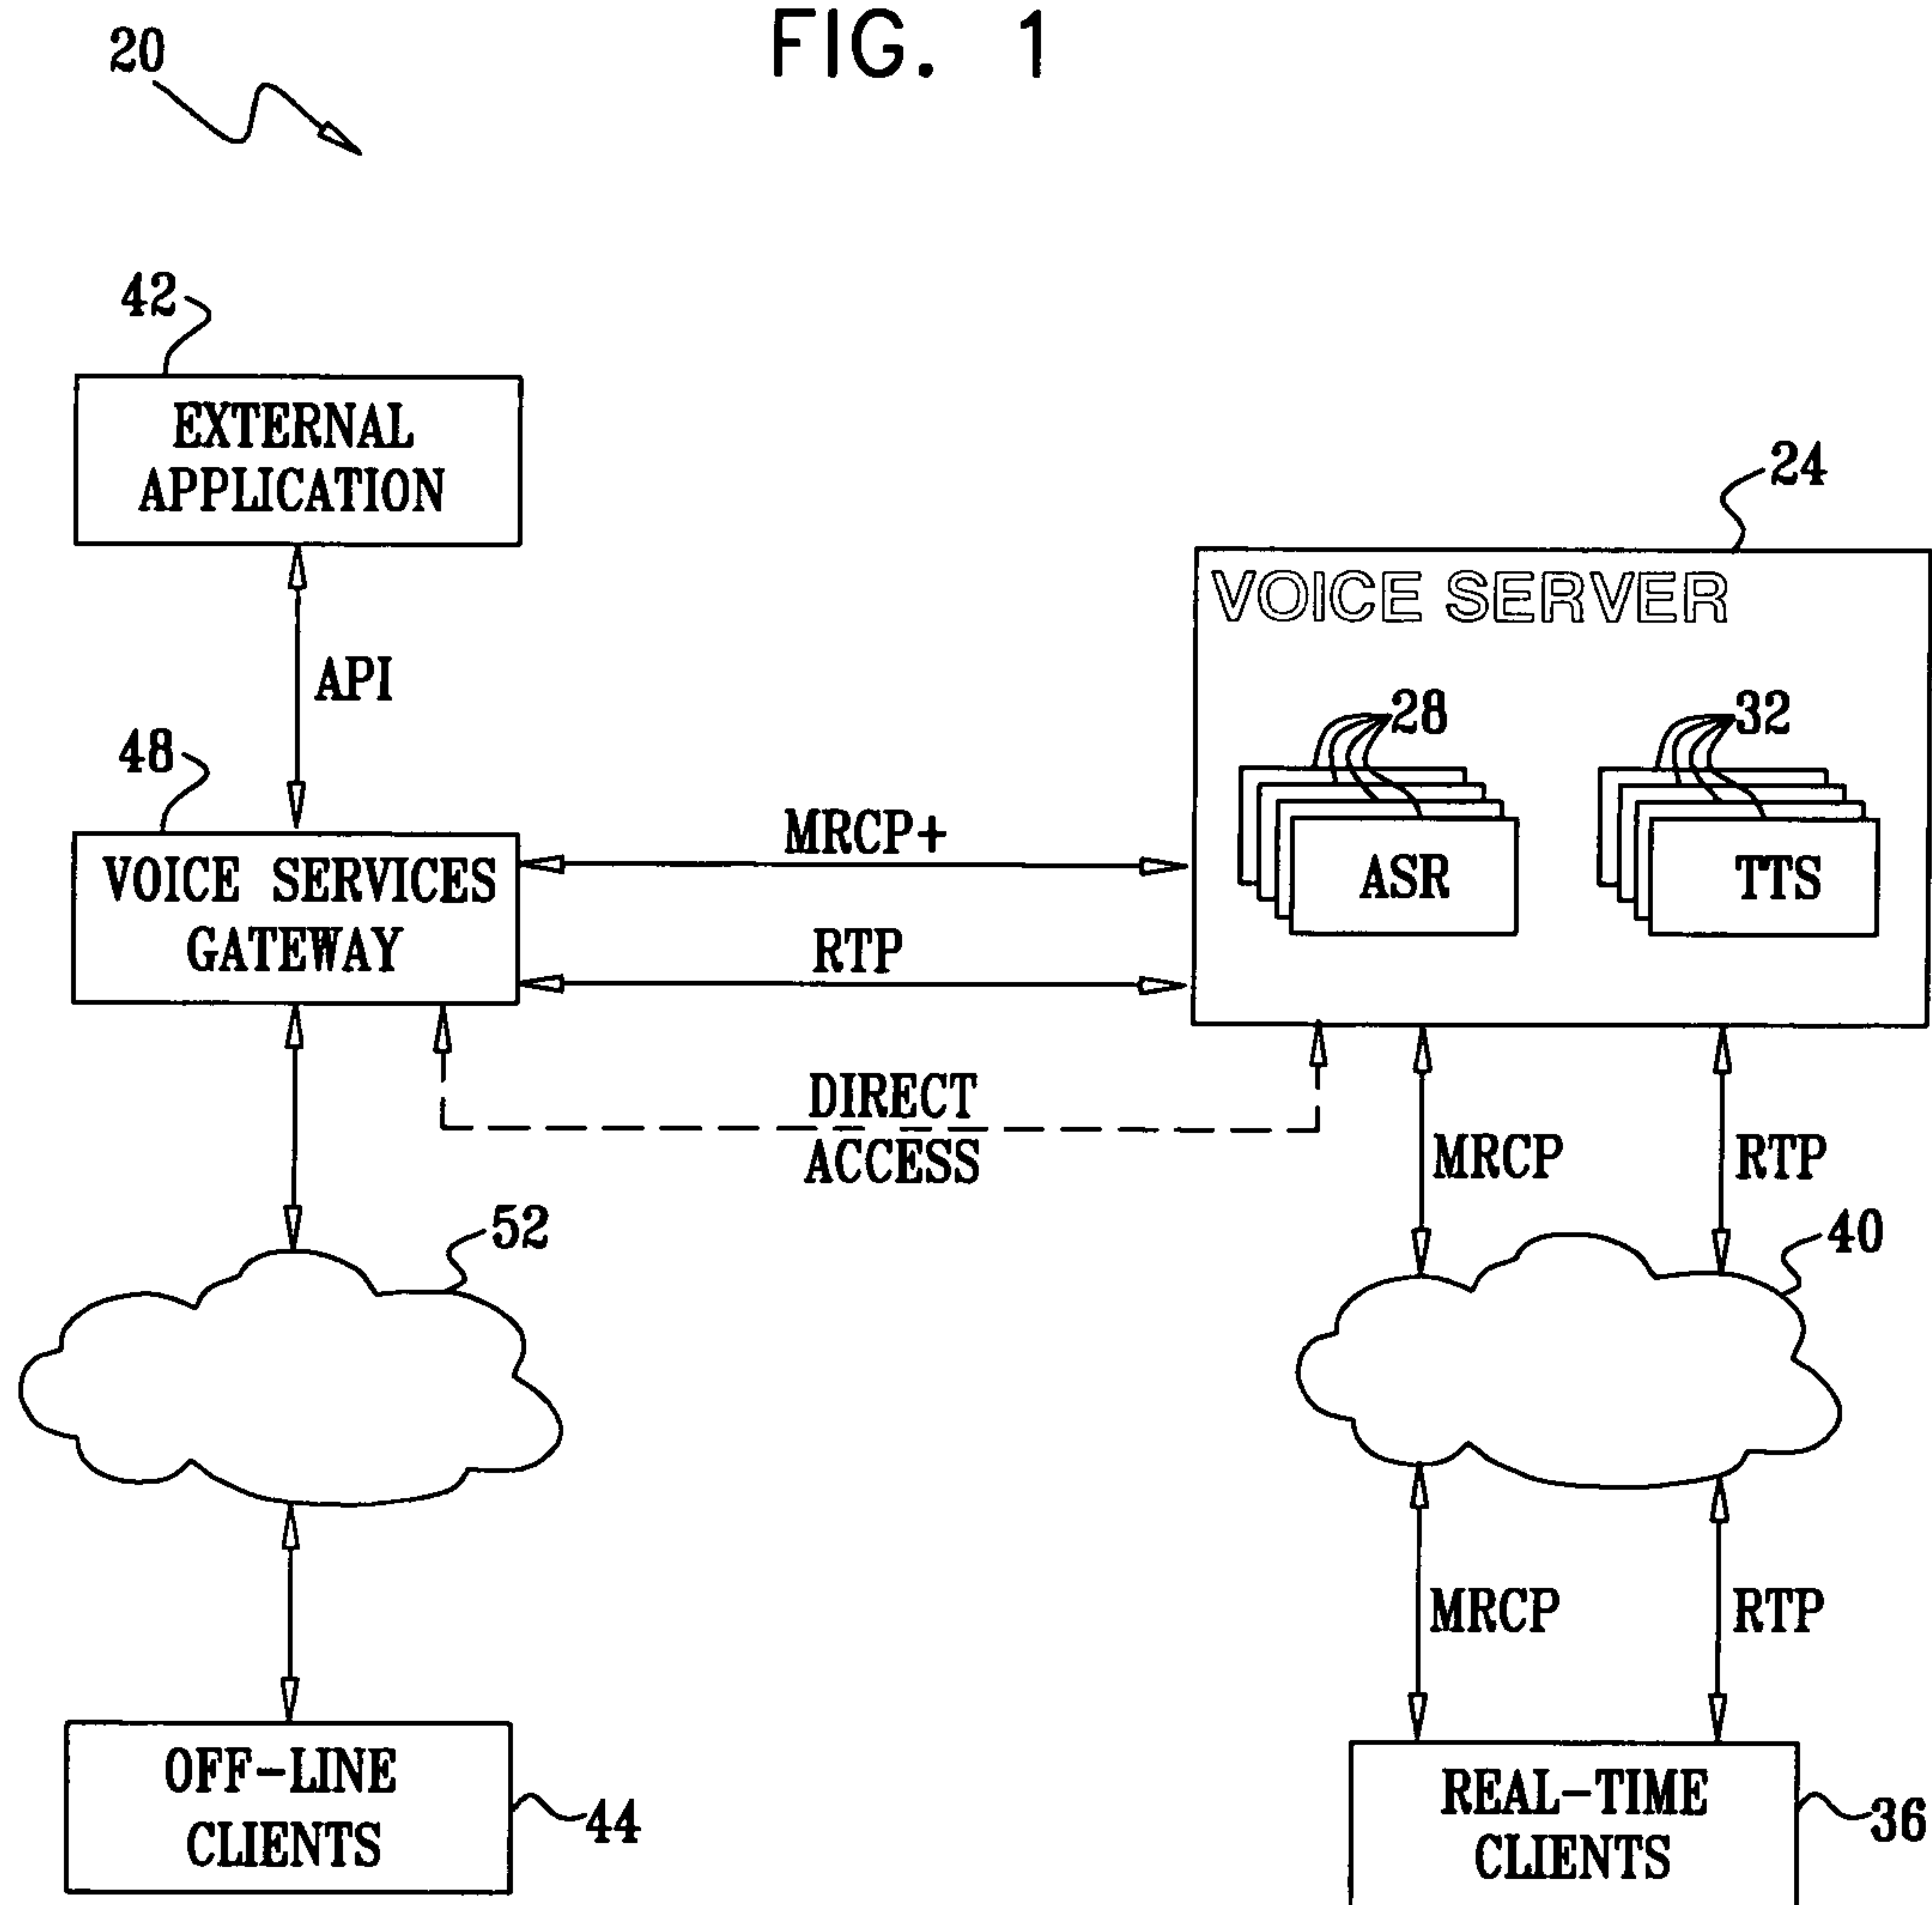 FIG. 1
20
42
EXTERNAL
APPLICATION
24
VOICE SERVER
API
28
32
48
MRCP+
VOICE SERVICES
GATEWAY
ASR
TTS
RTP
DIRECT
ACCESS
MRCP
RTP
52
40
MRCP
RTP
OFF-LINE
CLIENTS
44
REAL-TIME
CLIENTS
36